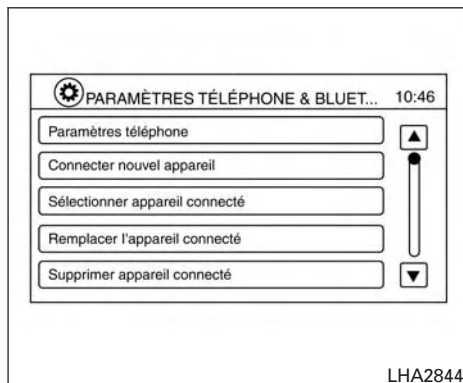 PARAMÈTRES TÉLÉPHONE & BLUET... 10:46
Paramètres téléphone
Connecter nouvel appareil
Sélectionner appareil connecté
Remplacer l'appareil connecté
Supprimer appareil connecté
LHA2844